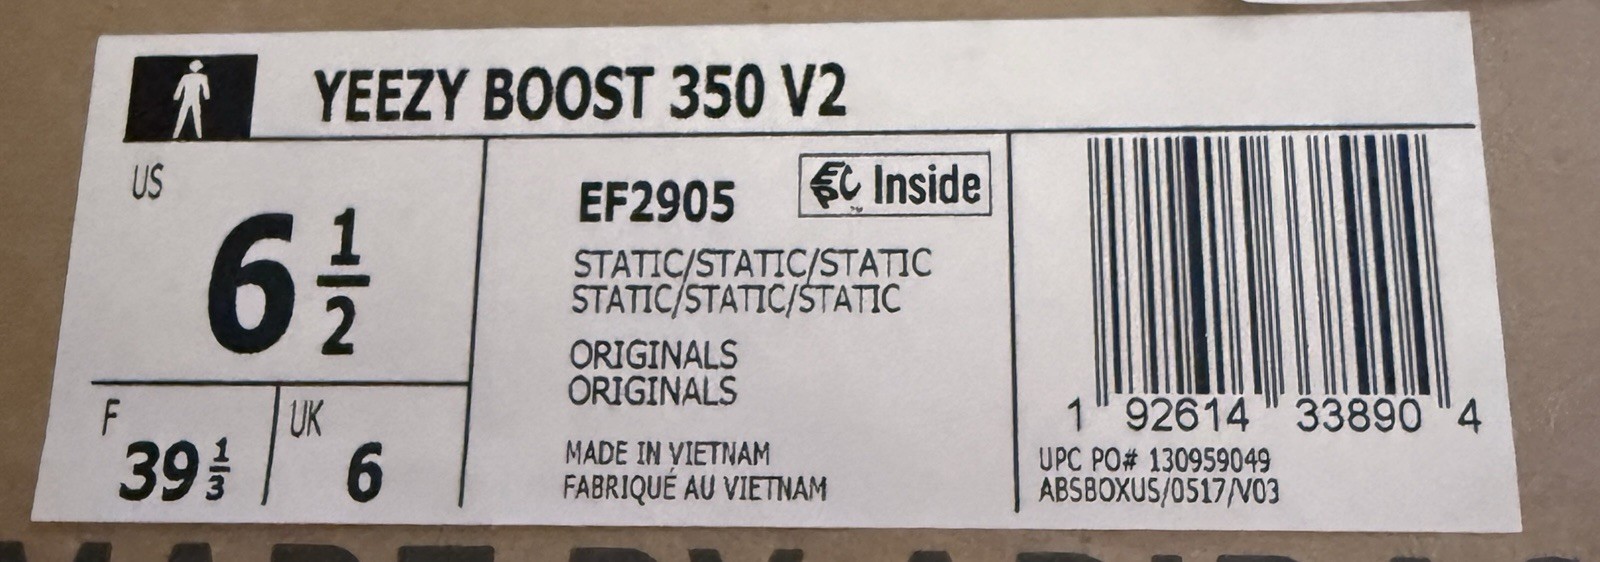 YEEZY BOOST 350 V2
US
6 1/2
F
39 1/3
UK
6
EF2905
EPC Inside
STATIC/STATIC/STATIC
STATIC/STATIC/STATIC
ORIGINALS
ORIGINALS
MADE IN VIETNAM
FABRIQUÉ AU VIETNAM
1 92614 33890 4
UPC PO# 130959049
ABSBOXUS/0517/V03